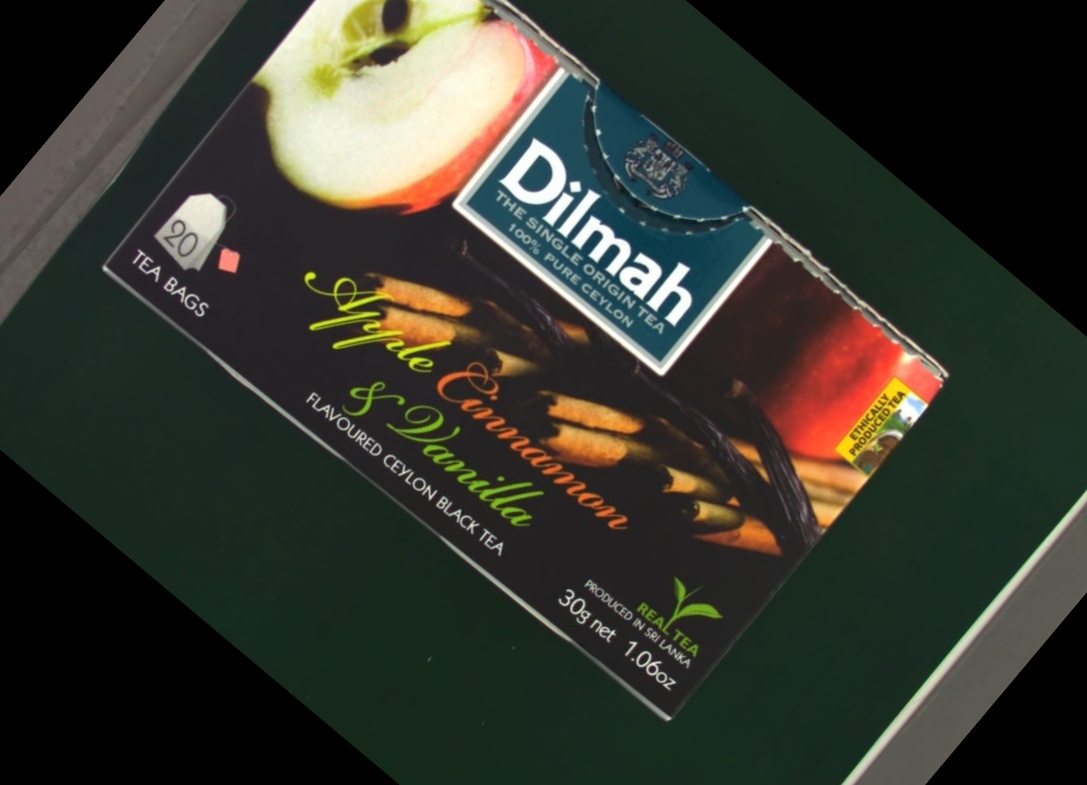 Dilmah
THE SINGLE ORIGIN TEA
100% PURE CEYLON
20
TEA BAGS
Apple Cinnamon
& Vanilla
FLAVOURED CEYLON BLACK TEA
ETHICALLY
PRODUCED TEA
REAL TEA
PRODUCED IN SRI LANKA
30g net 1.06oz